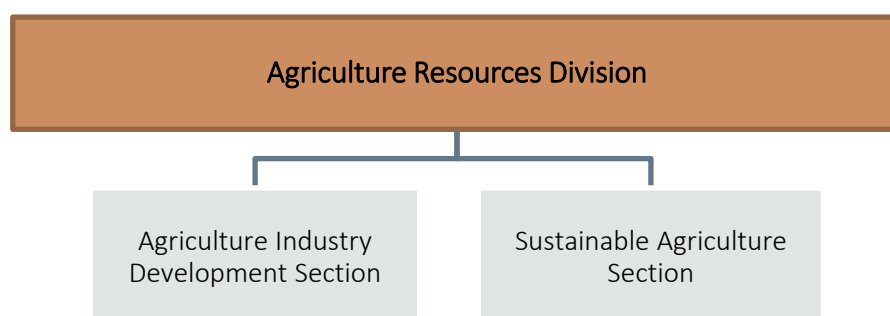 Agriculture Resources Division
Agriculture Industry
Development Section
Sustainable Agriculture
Section